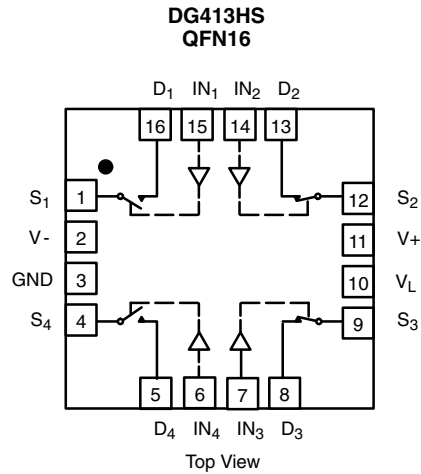 DG413HS
QFN16
D1 IN1 IN2 D2
16 15 14 13
S1 1 12 S2
V- 2 11 V+
GND 3 10 VL
S4 4 9 S3
5 6 7 8
D4 IN4 IN3 D3
Top View